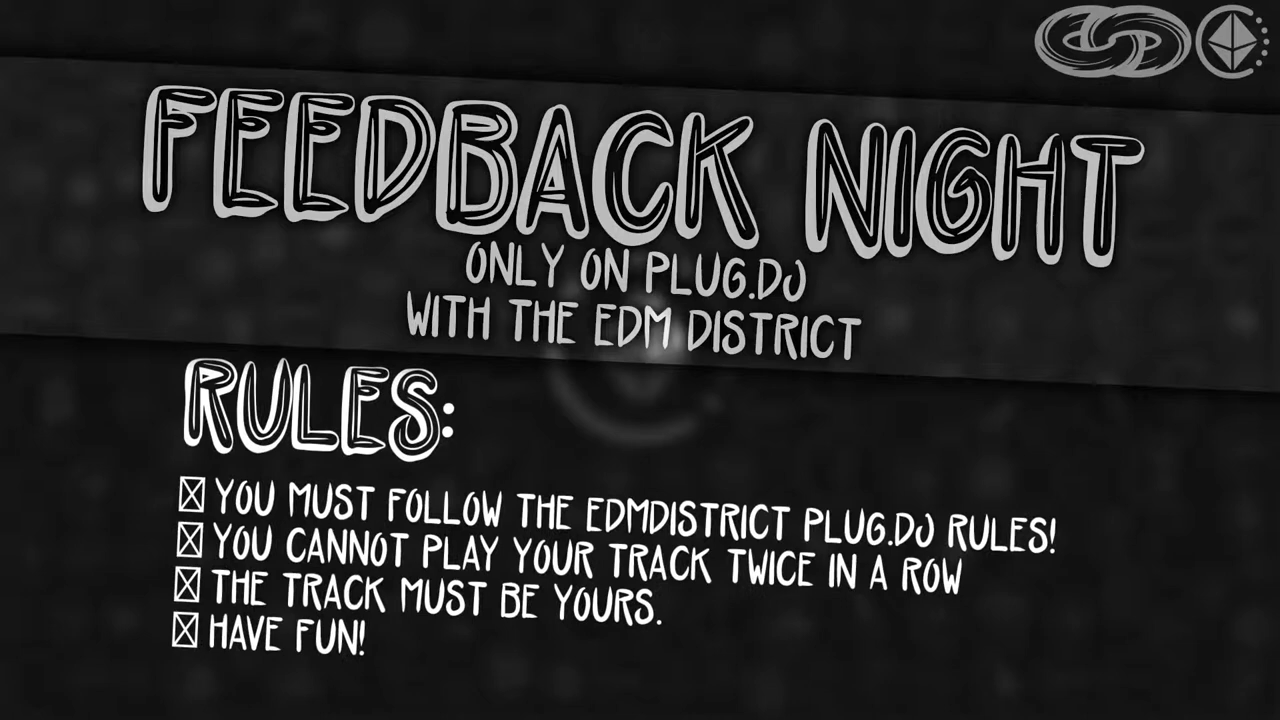 FEEDBACK NIGHT
ONLY ON PLUG.DJ
WITH THE EDM DISTRICT
RULES:
YOU MUST FOLLOW THE EDMDISTRICT PLUG.DJ RULES!
YOU CANNOT PLAY YOUR TRACK TWICE IN A ROW
THE TRACK MUST BE YOURS.
HAVE FUN!